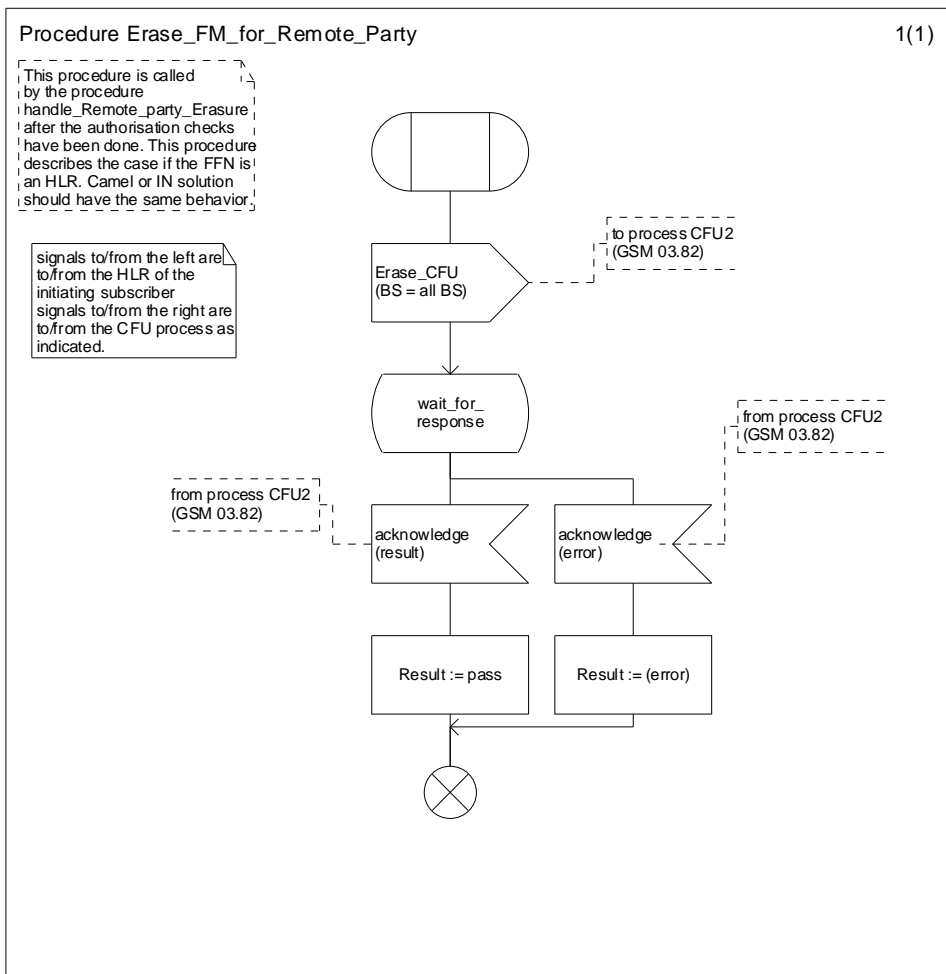 Procedure Erase_FM_for_Remote_Party
1(1)
This procedure is called
by the procedure
handle_Remote_party_Erasure
after the authorisation checks
have been done. This procedure
describes the case if the FFN is
an HLR. Camel or IN solution
should have the same behavior.
signals to/from the left are
to/from the HLR of the
initiating subscriber
signals to/from the right are
to/from the CFU process as
indicated.
to process CFU2
(GSM 03.82)
Erase_CFU
(BS = all BS)
wait_for_
response
from process CFU2
(GSM 03.82)
from process CFU2
(GSM 03.82)
acknowledge
(result)
acknowledge
(error)
Result := pass
Result := (error)